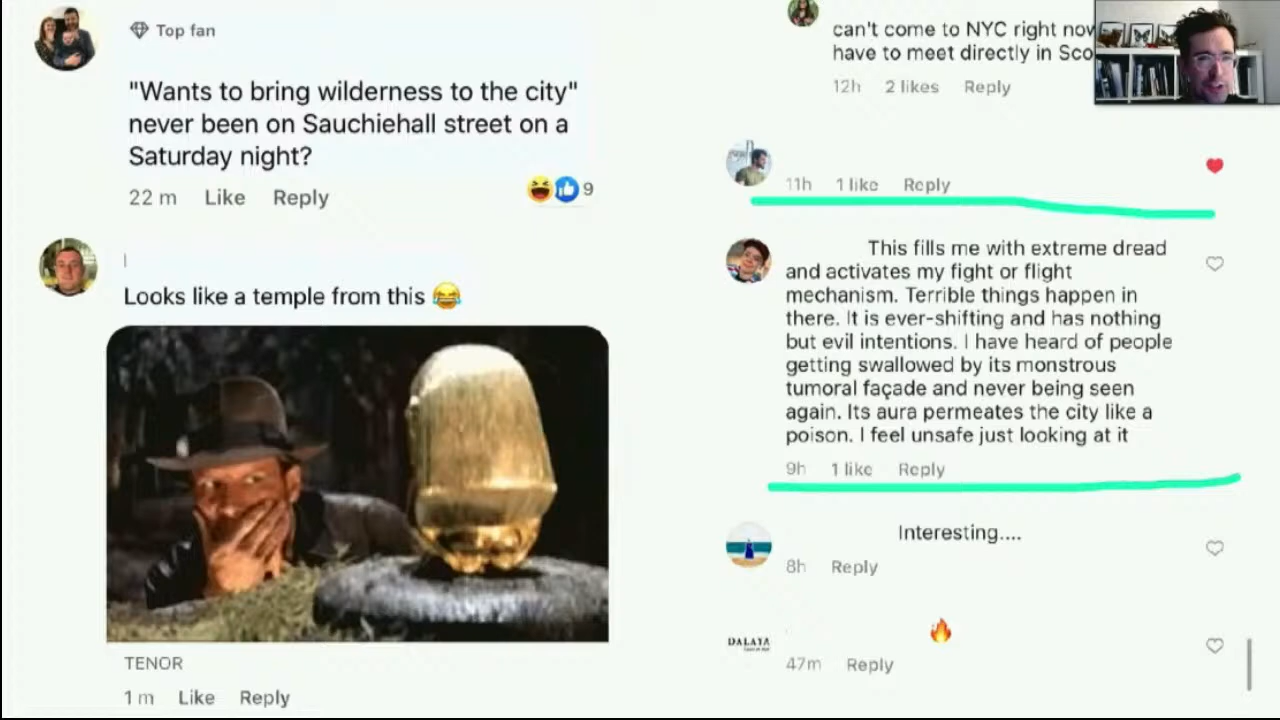 Top fan
"Wants to bring wilderness to the city"
never been on Sauchiehall street on a
Saturday night?
22 m Like Reply
9
Looks like a temple from this 😂
TENOR
1 m Like Reply
can't come to NYC right now
have to meet directly in Sco
12h 2 likes Reply
11h 1 like Reply
This fills me with extreme dread
and activates my fight or flight
mechanism. Terrible things happen in
there. It is ever-shifting and has nothing
but evil intentions. I have heard of people
getting swallowed by its monstrous
tumoral façade and never being seen
again. Its aura permeates the city like a
poison. I feel unsafe just looking at it
9h 1 like Reply
Interesting....
8h Reply
🔥
DALAYA
47m Reply